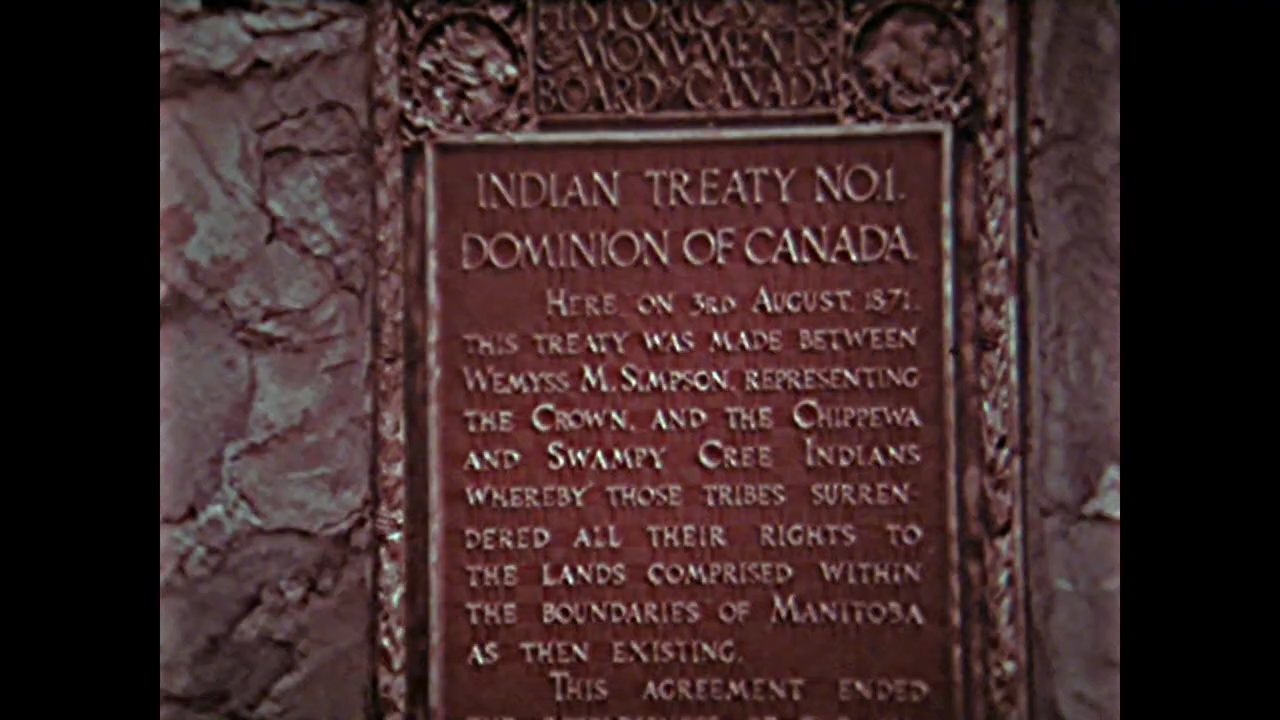 HISTORIC SITES
& MONUMENTS
BOARD OF CANADA
INDIAN TREATY NO.1.
DOMINION OF CANADA.
HERE, ON 3RD AUGUST, 1871,
THIS TREATY WAS MADE BETWEEN
WEMYSS M. SIMPSON, REPRESENTING
THE CROWN, AND THE CHIPPEWA
AND SWAMPY CREE INDIANS
WHEREBY THOSE TRIBES SURREN-
DERED ALL THEIR RIGHTS TO
THE LANDS COMPRISED WITHIN
THE BOUNDARIES OF MANITOBA
AS THEN EXISTING.
THIS AGREEMENT ENDED